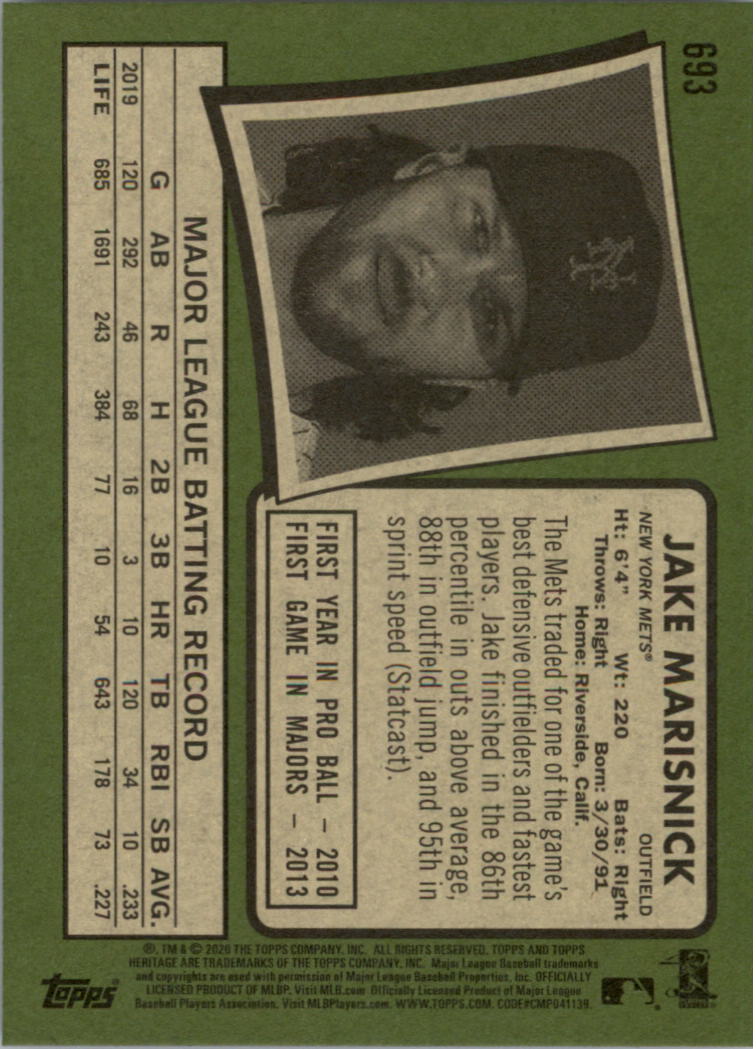 693
JAKE MARISNICK
NEW YORK METS® OUTFIELD
Ht: 6'4" Wt: 220 Bats: Right
Throws: Right Born: 3/30/91
Home: Riverside, Calif.
The Mets traded for one of the game's
best defensive outfielders and fastest
players. Jake finished in the 86th
percentile in outs above average,
88th in outfield jump, and 95th in
sprint speed (Statcast).
FIRST YEAR IN PRO BALL – 2010
FIRST GAME IN MAJORS – 2013
NY
MAJOR LEAGUE BATTING RECORD
G AB R H 2B 3B HR TB RBI SB AVG.
2019 120 292 46 68 16 3 10 120 34 10 .233
LIFE 685 1691 243 384 77 10 54 643 178 73 .227
®, TM & © 2020 THE TOPPS COMPANY, INC. ALL RIGHTS RESERVED. TOPPS AND TOPPS
HERITAGE ARE TRADEMARKS OF THE TOPPS COMPANY, INC. Major League Baseball trademarks
and copyrights are used with permission of Major League Baseball Properties, Inc. OFFICIALLY
LICENSED PRODUCT OF MLBP. Visit MLB.com Officially Licensed Product of Major League
Baseball Players Association. Visit MLBPlayers.com. WWW.TOPPS.COM. CODE#CMP041139.
topps®